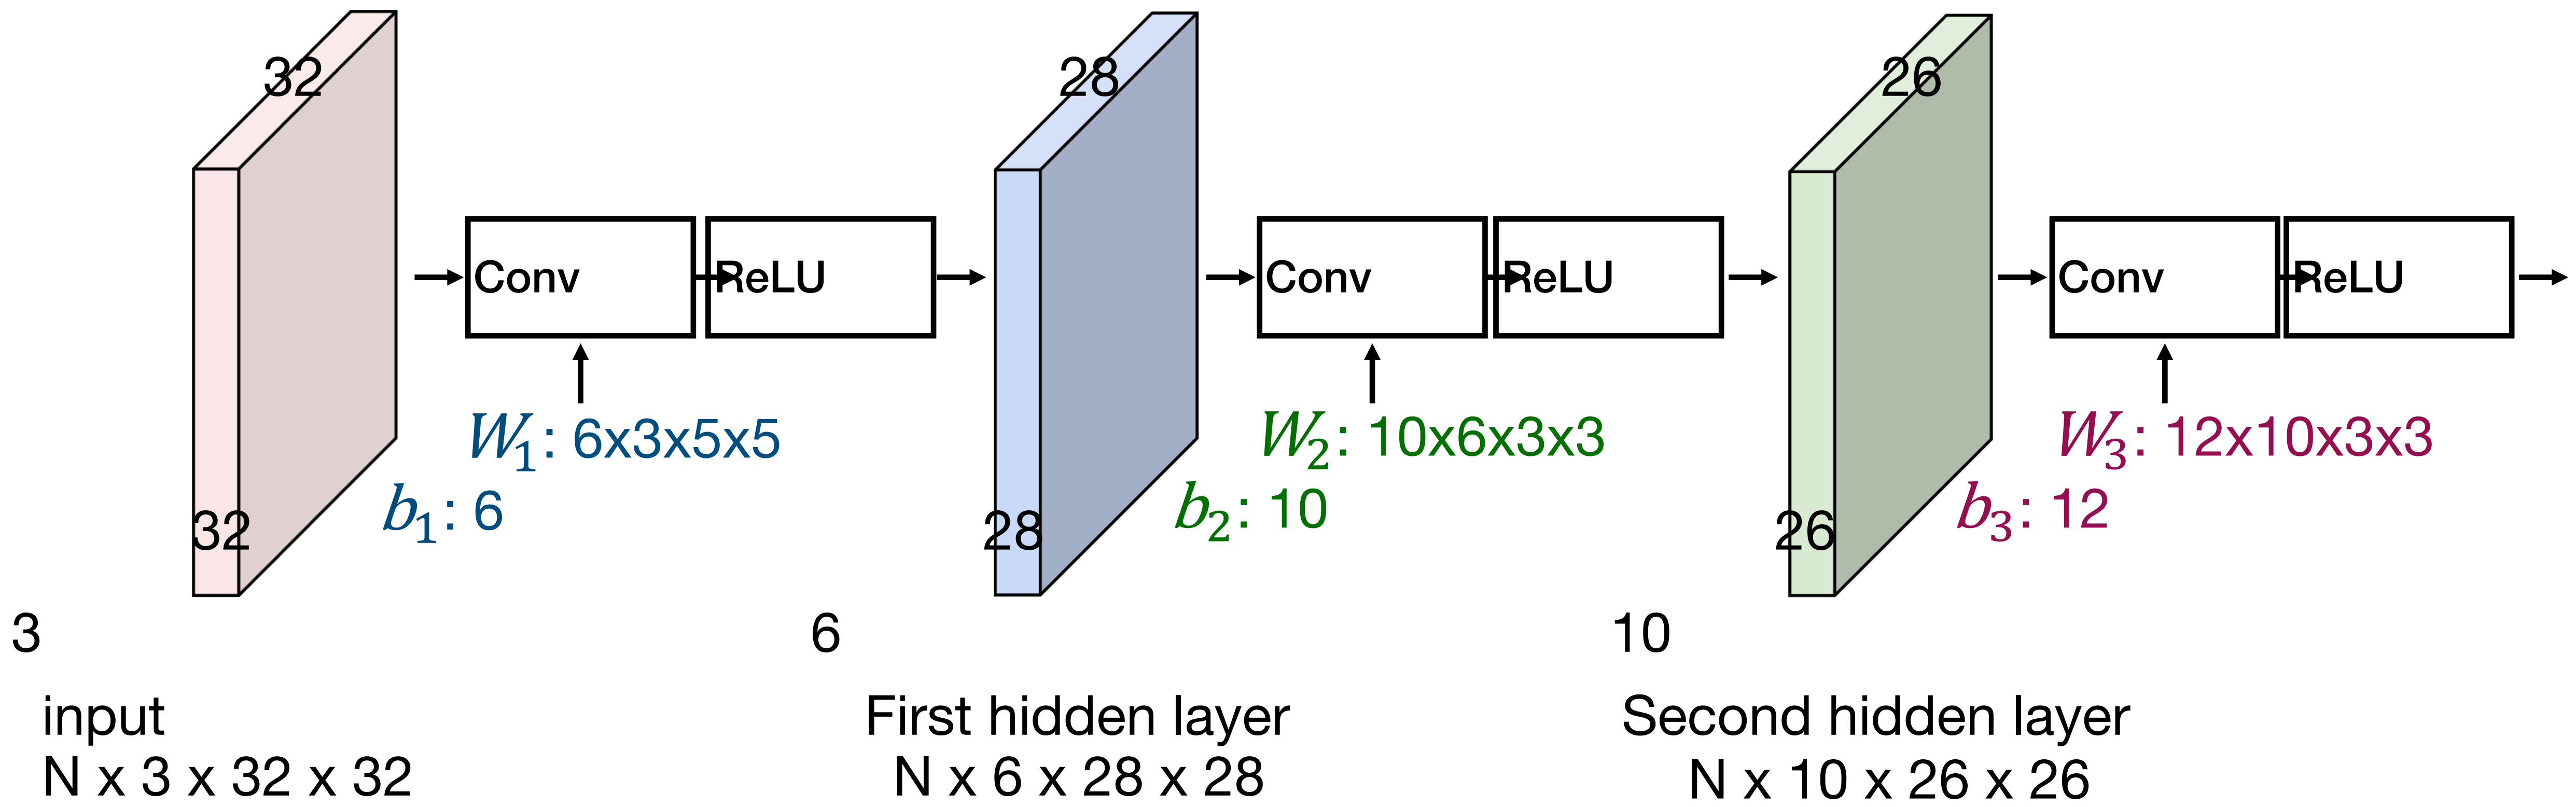 32
28
26
Conv
ReLU
Conv
ReLU
Conv
ReLU
W₁: 6x3x5x5
W₂: 10x6x3x3
W₃: 12x10x3x3
b₁: 6
b₂: 10
b₃: 12
32
28
26
3
6
10
input
N x 3 x 32 x 32
First hidden layer
N x 6 x 28 x 28
Second hidden layer
N x 10 x 26 x 26